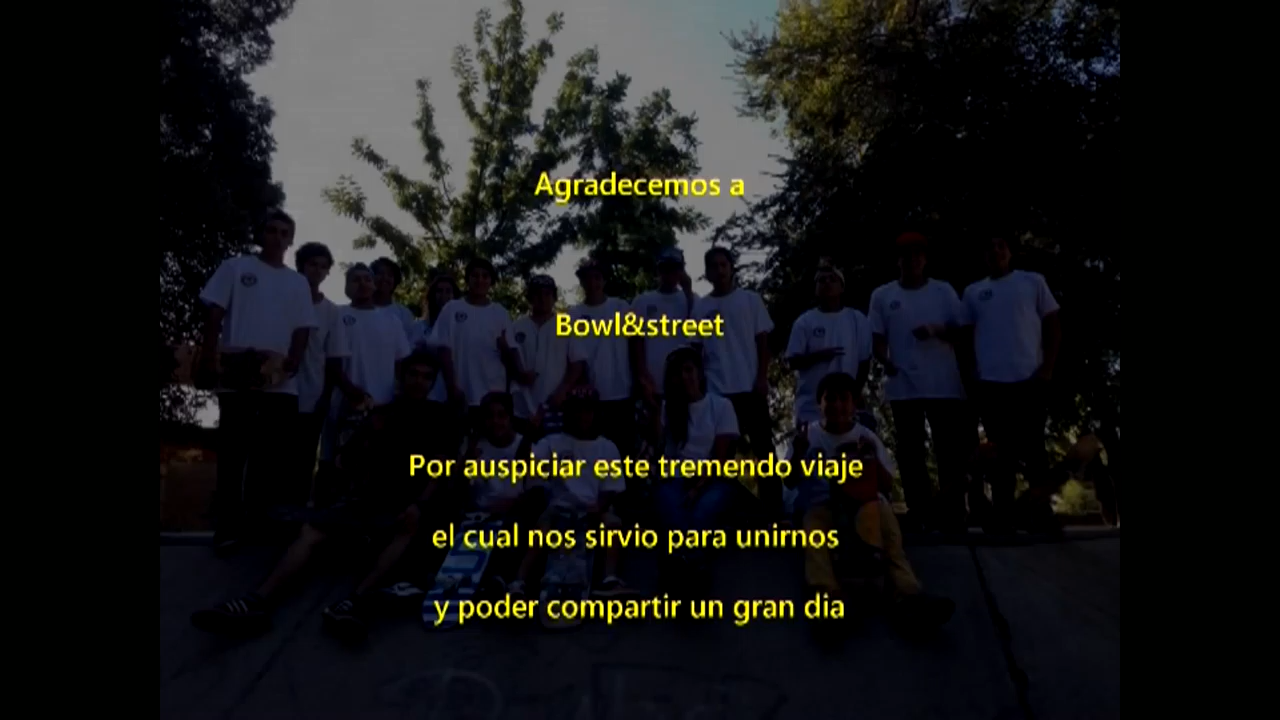 Agradecemos a
Bowl&street
Por auspiciar este tremendo viaje
el cual nos sirvio para unirnos
y poder compartir un gran dia